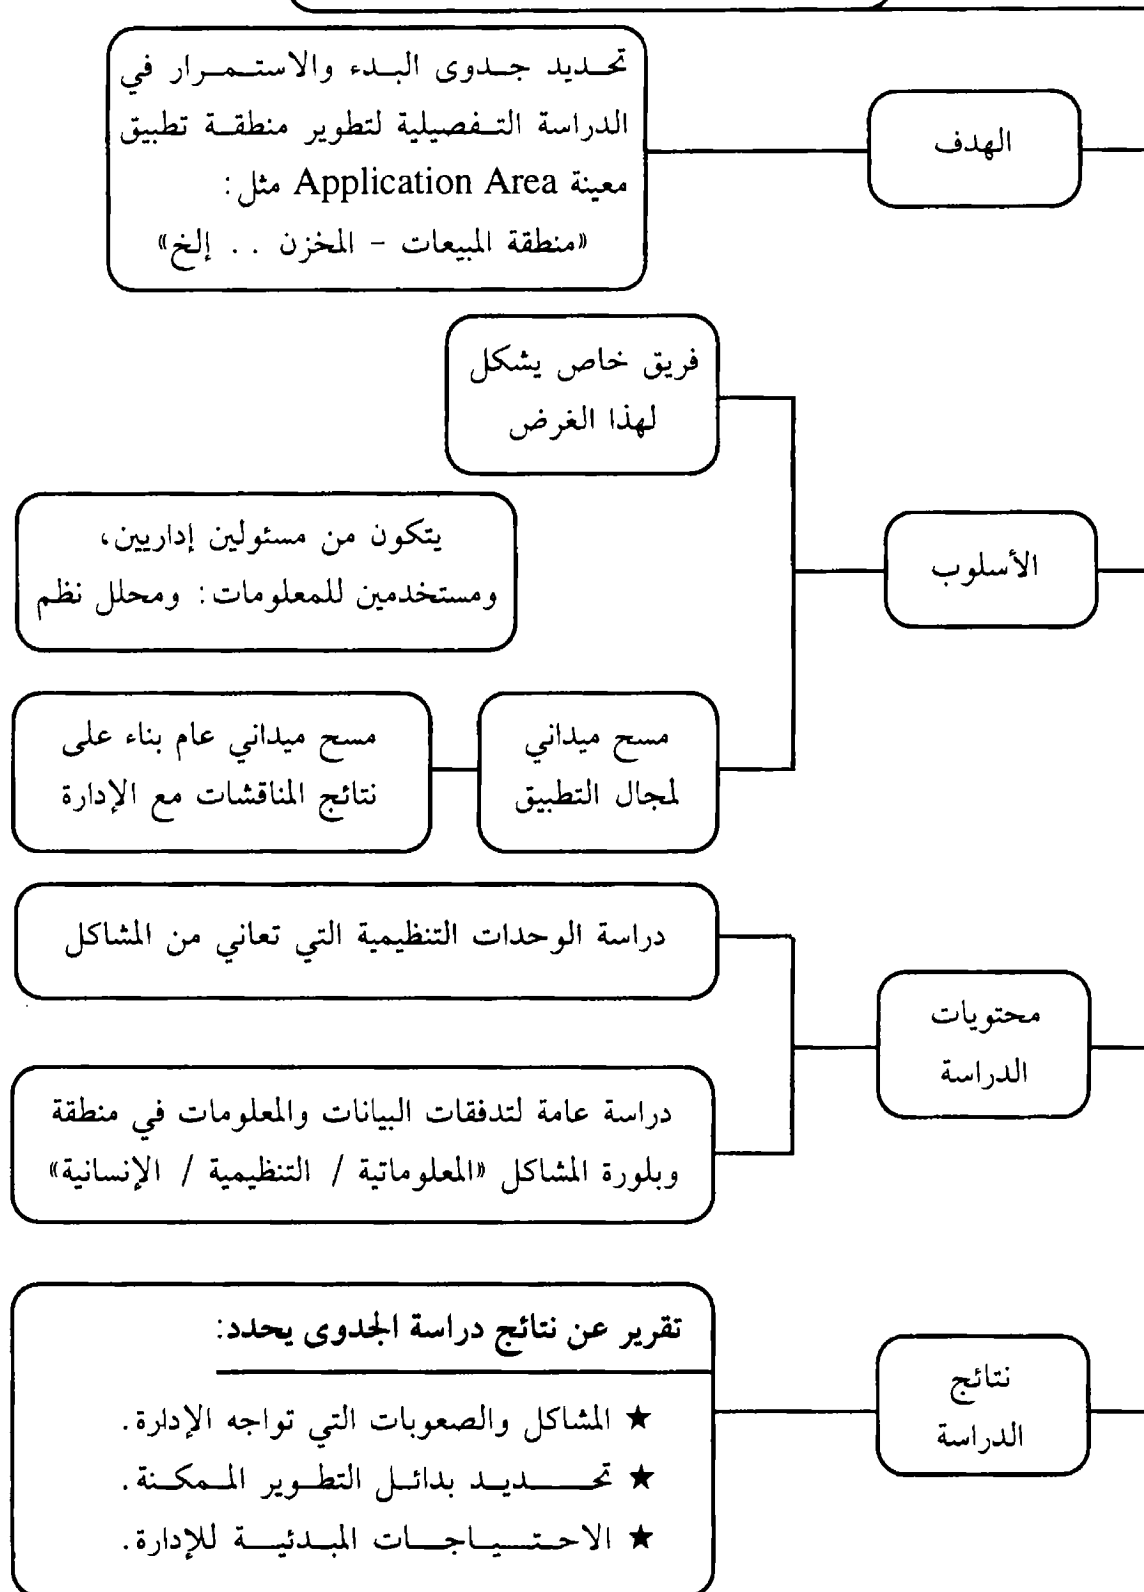 الهدف
تحديد جدوى البدء والاستمرار في
الدراسة التفصيلية لتطوير منطقة تطبيق
معينة Application Area مثل:
«منطقة المبيعات - المخزن .. إلخ»
الأسلوب
فريق خاص يشكل
لهذا الغرض
يتكون من مسئولين إداريين،
ومستخدمين للمعلومات: ومحلل نظم
مسح ميداني
لمجال التطبيق
مسح ميداني عام بناء على
نتائج المناقشات مع الإدارة
محتويات
الدراسة
دراسة الوحدات التنظيمية التي تعاني من المشاكل
دراسة عامة لتدفقات البيانات والمعلومات في منطقة
وبلورة المشاكل «المعلوماتية / التنظيمية / الإنسانية»
نتائج
الدراسة
تقرير عن نتائج دراسة الجدوى يحدد:
★ المشاكل والصعوبات التي تواجه الإدارة.
★ تحديد بدائل التطوير الممكنة.
★ الاحتياجات المبدئية للإدارة.